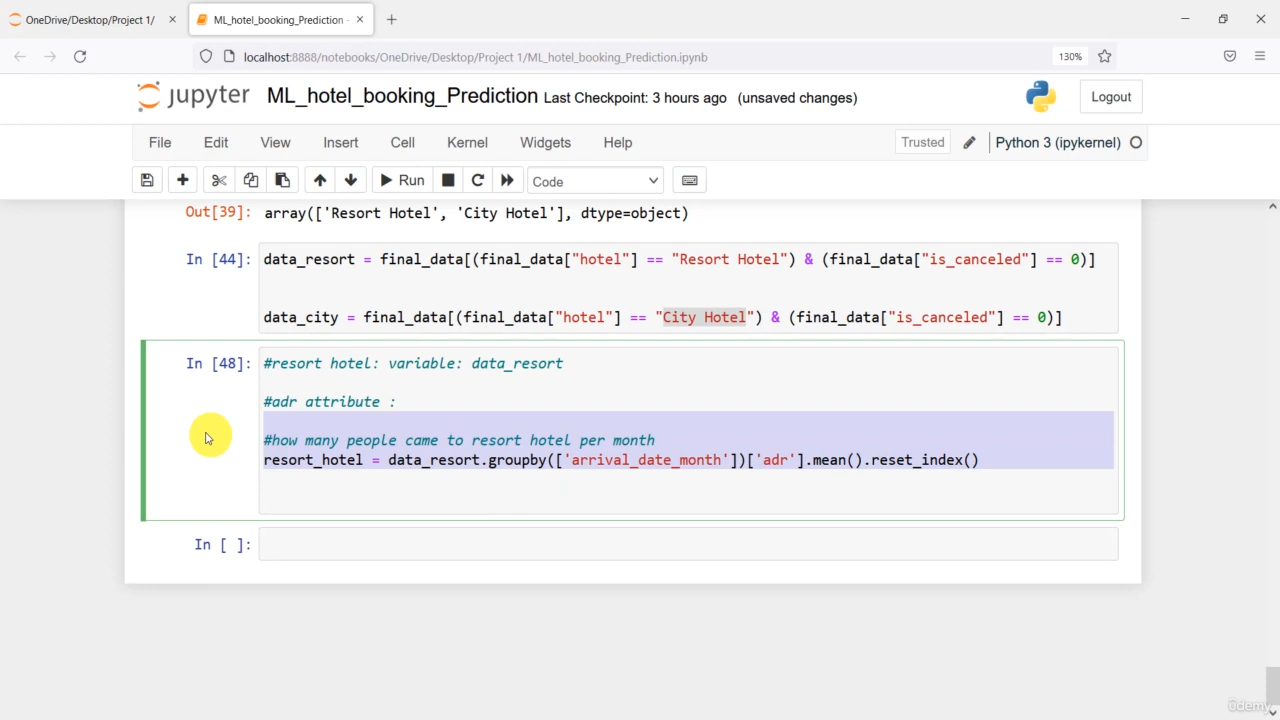 OneDrive/Desktop/Project 1/
ML_hotel_booking_Prediction -
localhost:8888/notebooks/OneDrive/Desktop/Project 1/ML_hotel_booking_Prediction.ipynb
130%
jupyter ML_hotel_booking_Prediction Last Checkpoint: 3 hours ago (unsaved changes)
Logout
File Edit View Insert Cell Kernel Widgets Help
Trusted Python 3 (ipykernel)
Run Code
Out[39]: array(['Resort Hotel', 'City Hotel'], dtype=object)
In [44]: data_resort = final_data[(final_data["hotel"] == "Resort Hotel") & (final_data["is_canceled"] == 0)]
data_city = final_data[(final_data["hotel"] == "City Hotel") & (final_data["is_canceled"] == 0)]
In [48]: #resort hotel: variable: data_resort
#adr attribute :
#how many people came to resort hotel per month
resort_hotel = data_resort.groupby(['arrival_date_month'])['adr'].mean().reset_index()
In [ ]:
ûdemy